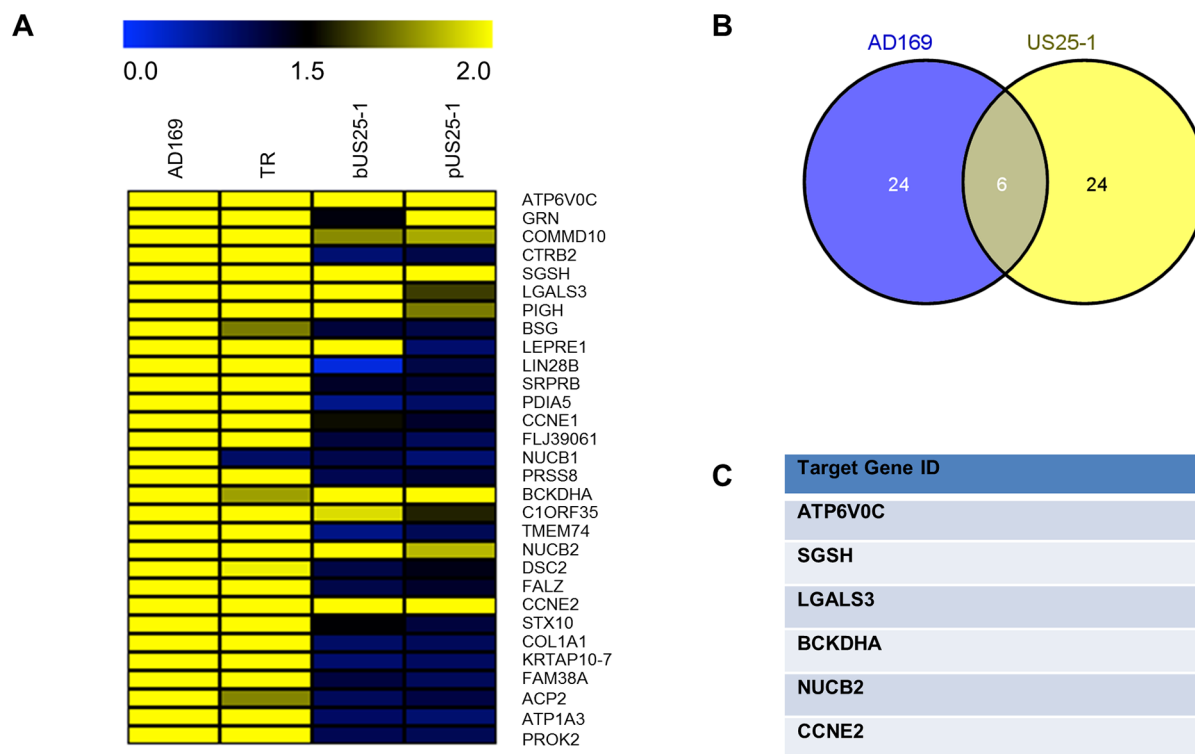 A
0.0 1.5 2.0
AD169
TR
bUS25-1
pUS25-1
ATP6V0C
GRN
COMMD10
CTRB2
SGSH
LGALS3
PIGH
BSG
LEPRE1
LIN28B
SRPRB
PDIA5
CCNE1
FLJ39061
NUCB1
PRSS8
BCKDHA
C1ORF35
TMEM74
NUCB2
DSC2
FALZ
CCNE2
STX10
COL1A1
KRTAP10-7
FAM38A
ACP2
ATP1A3
PROK2
B
AD169 US25-1
24 6 24
C
Target Gene ID
ATP6V0C
SGSH
LGALS3
BCKDHA
NUCB2
CCNE2